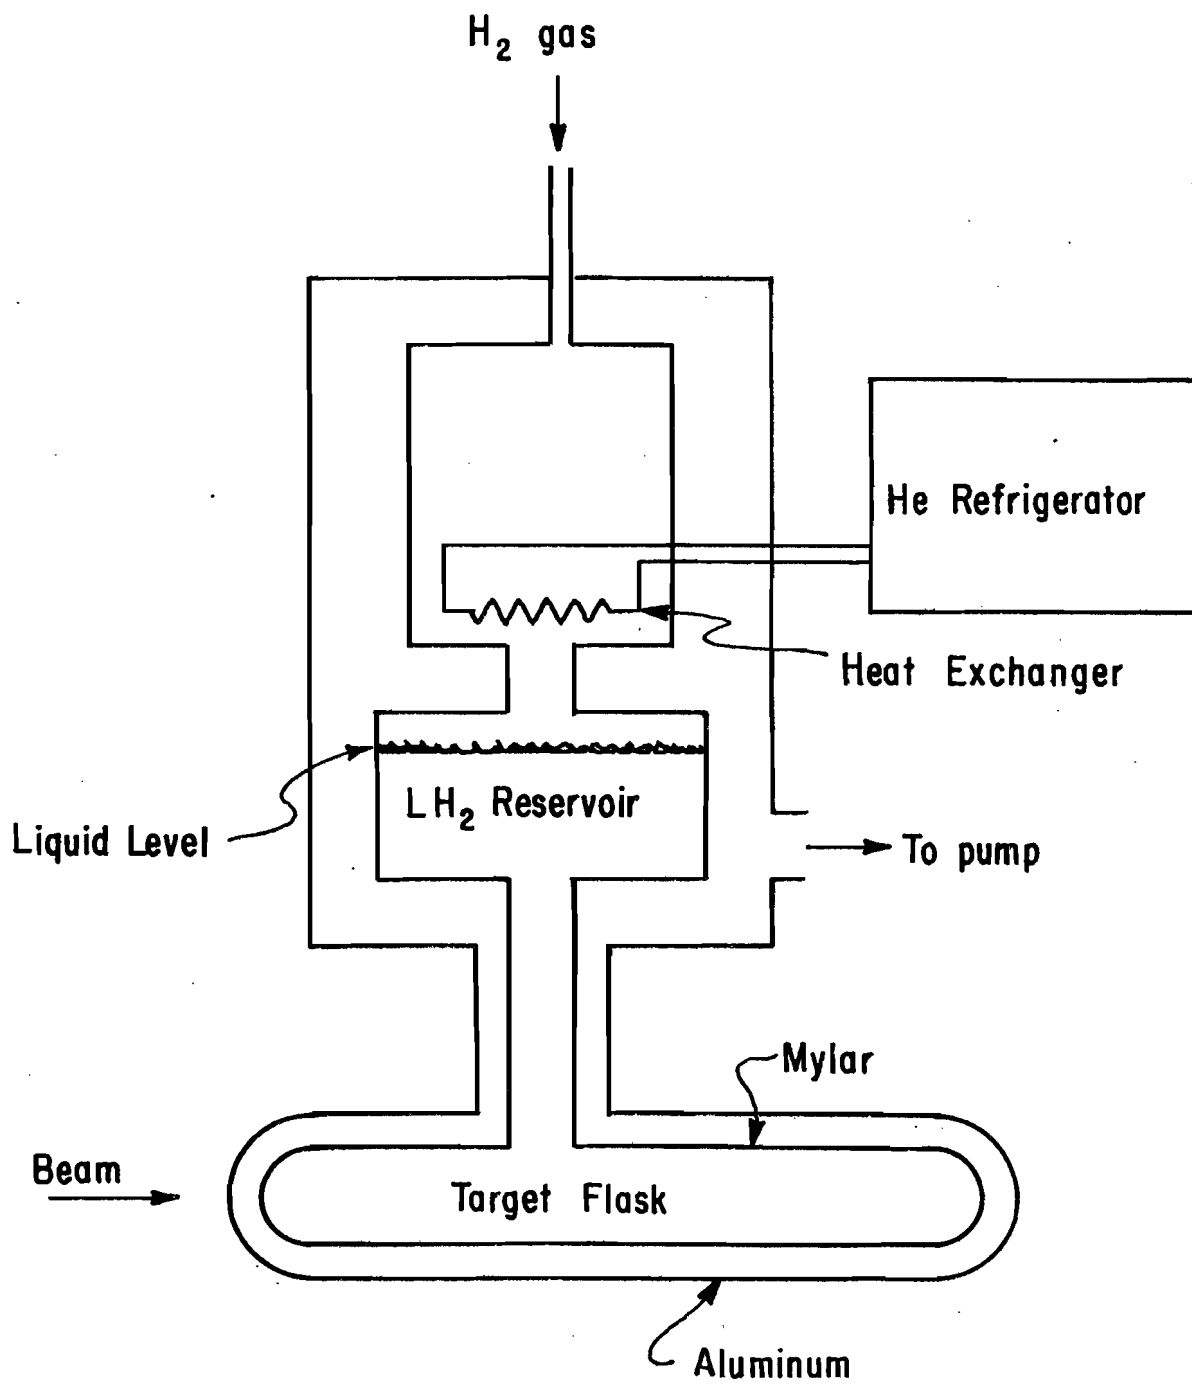 H₂ gas
He Refrigerator
Heat Exchanger
LH₂ Reservoir
Liquid Level
To pump
Mylar
Beam
Target Flask
Aluminum